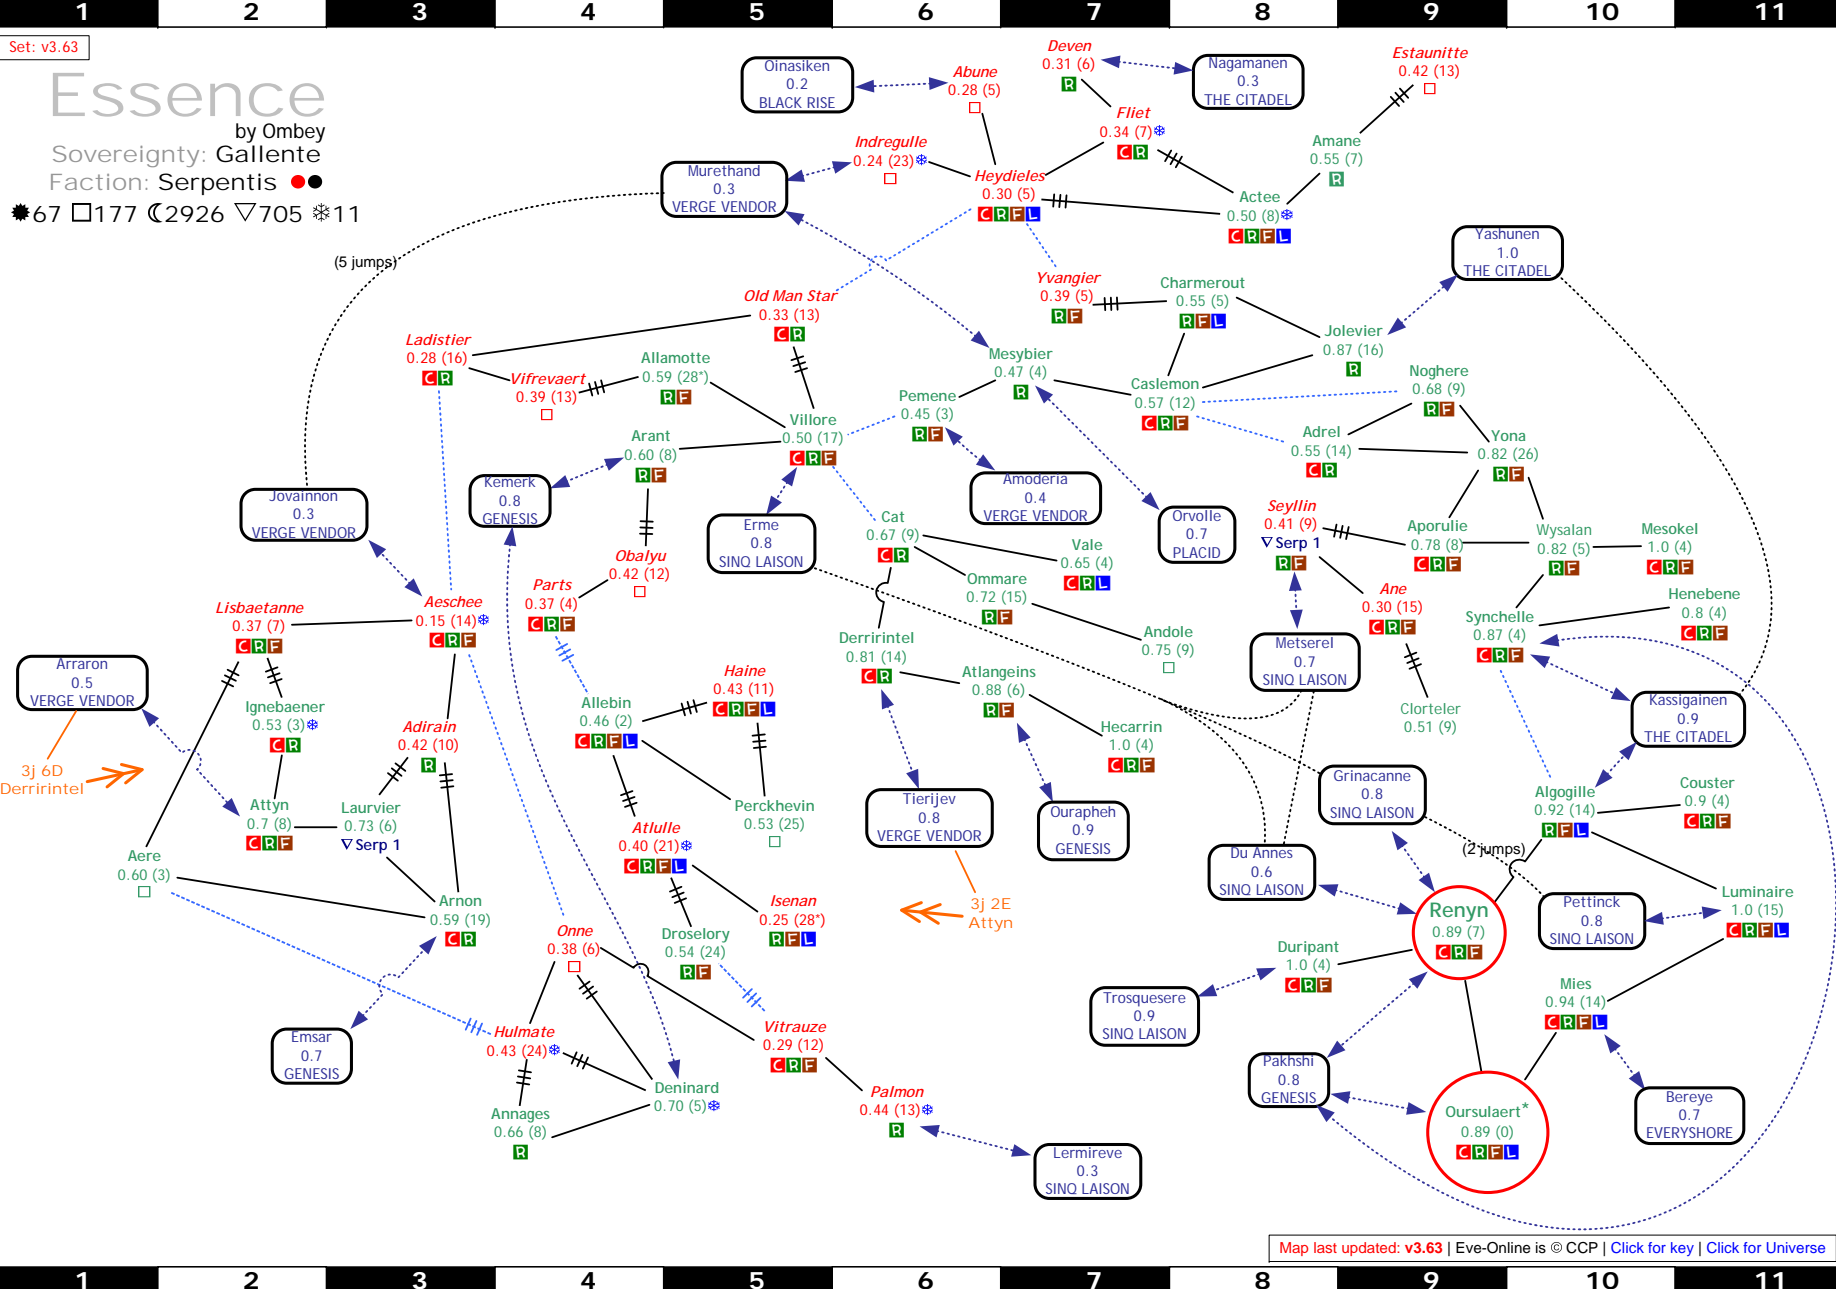 1 2 3 4 5 6 7 8 9 10 11
Set: v3.63
Essence
by Ombey
Sovereignty: Gallente
Faction: Serpentis
67 177 2926 705 11
Oinasiken
0.2
BLACK RISE
Abune
0.28 (5)
Deven
0.31 (6)
R
Nagamanen
0.3
THE CITADEL
Estaunitte
0.42 (13)
Fliet
0.34 (7)
C R
Amane
0.55 (7)
R
Indregulle
0.24 (23)
Murethand
0.3
VERGE VENDOR
Heydieles
0.30 (5)
C R F L
Actee
0.50 (8)
C R F L
Yashunen
1.0
THE CITADEL
(5 jumps)
Old Man Star
0.33 (13)
C R
Yvangier
0.39 (5)
R F
Charmerout
0.55 (5)
R F L
Jolevier
0.87 (16)
R
Ladistier
0.28 (16)
C R
Vifrevaert
0.39 (13)
Allamotte
0.59 (28*)
R F
Mesybier
0.47 (4)
R
Pemene
0.45 (3)
R F
Caslemon
0.57 (12)
C R F
Noghere
0.68 (9)
R F
Villore
0.50 (17)
C R F
Arant
0.60 (8)
R F
Adrel
0.55 (14)
C R
Yona
0.82 (26)
R F
Kemerk
0.8
GENESIS
Jovainnon
0.3
VERGE VENDOR
Amoderia
0.4
VERGE VENDOR
Orvolle
0.7
PLACID
Erme
0.8
SINQ LAISON
Cat
0.67 (9)
C R
Seyllin
0.41 (9)
Serp 1
R F
Aporulie
0.78 (8)
C R F
Wysalan
0.82 (5)
R F
Mesokel
1.0 (4)
C R F
Vale
0.65 (4)
C R L
Obalyu
0.42 (12)
Ommare
0.72 (15)
R F
Parts
0.37 (4)
C R F
Ane
0.30 (15)
C R F
Henebene
0.8 (4)
C R F
Lisbaetanne
0.37 (7)
C R F
Aeschee
0.15 (14)
C R F
Synchelle
0.87 (4)
C R F
Derririntel
0.81 (14)
C R
Andole
0.75 (9)
Metserel
0.7
SINQ LAISON
Arraron
0.5
VERGE VENDOR
Haine
0.43 (11)
C R F L
Atlangeins
0.88 (6)
R F
Ignebaener
0.53 (3)
C R
Allebin
0.46 (2)
C R F L
Kassigainen
0.9
THE CITADEL
Clorteler
0.51 (9)
Adirain
0.42 (10)
R
Hecarrin
1.0 (4)
C R F
3j 6D
Derririntel
Grinacanne
0.8
SINQ LAISON
Couster
0.9 (4)
C R F
Attyn
0.7 (8)
C R F
Laurvier
0.73 (6)
Serp 1
Perckhevin
0.53 (25)
Tierijev
0.8
VERGE VENDOR
Ourapheh
0.9
GENESIS
Algogille
0.92 (14)
R F L
Atlulle
0.40 (21)
C R F L
(2 jumps)
Aere
0.60 (3)
Du Annes
0.6
SINQ LAISON
Luminaire
1.0 (15)
C R F L
Arnon
0.59 (19)
C R
Isenan
0.25 (28*)
R F L
3j 2E
Attyn
Renyn
0.89 (7)
C R F
Pettinck
0.8
SINQ LAISON
Onne
0.38 (6)
Droselory
0.54 (24)
R F
Duripant
1.0 (4)
C R F
Trosquesere
0.9
SINQ LAISON
Mies
0.94 (14)
C R F L
Emsar
0.7
GENESIS
Hulmate
0.43 (24)
Vitrauze
0.29 (12)
C R F
Pakhshi
0.8
GENESIS
Deninard
0.70 (5)
Palmon
0.44 (13)
R
Bereye
0.7
EVERYSHORE
Annages
0.66 (8)
R
Oursulaert*
0.89 (0)
C R F L
Lermireve
0.3
SINQ LAISON
Map last updated: v3.63 | Eve-Online is © CCP | Click for key | Click for Universe
1 2 3 4 5 6 7 8 9 10 11